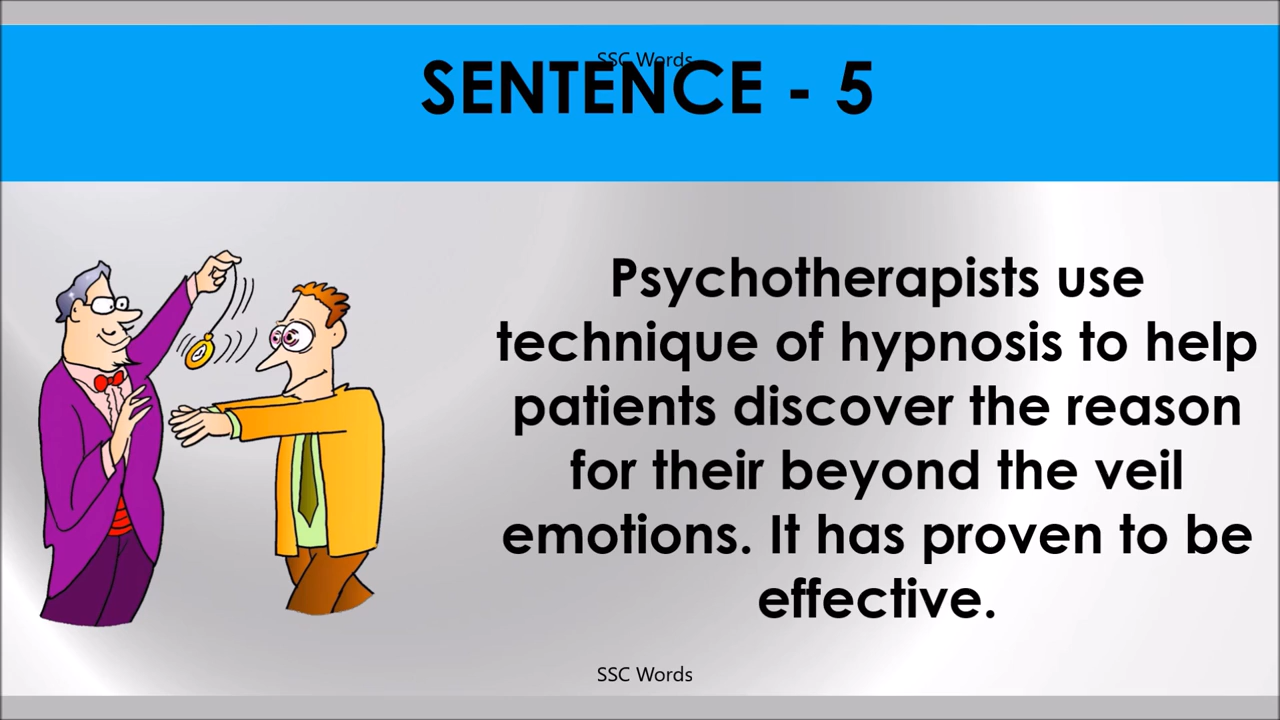 SSC Words
SENTENCE - 5
Psychotherapists use
technique of hypnosis to help
patients discover the reason
for their beyond the veil
emotions. It has proven to be
effective.
SSC Words